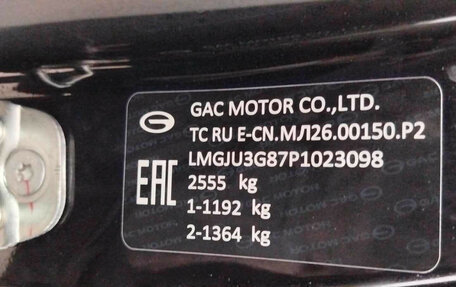 GAC MOTOR CO.,LTD.
TC RU E-CN.МЛ26.00150.Р2
LMGJU3G87P1023098
EAC
2555 kg
1-1192 kg
2-1364 kg